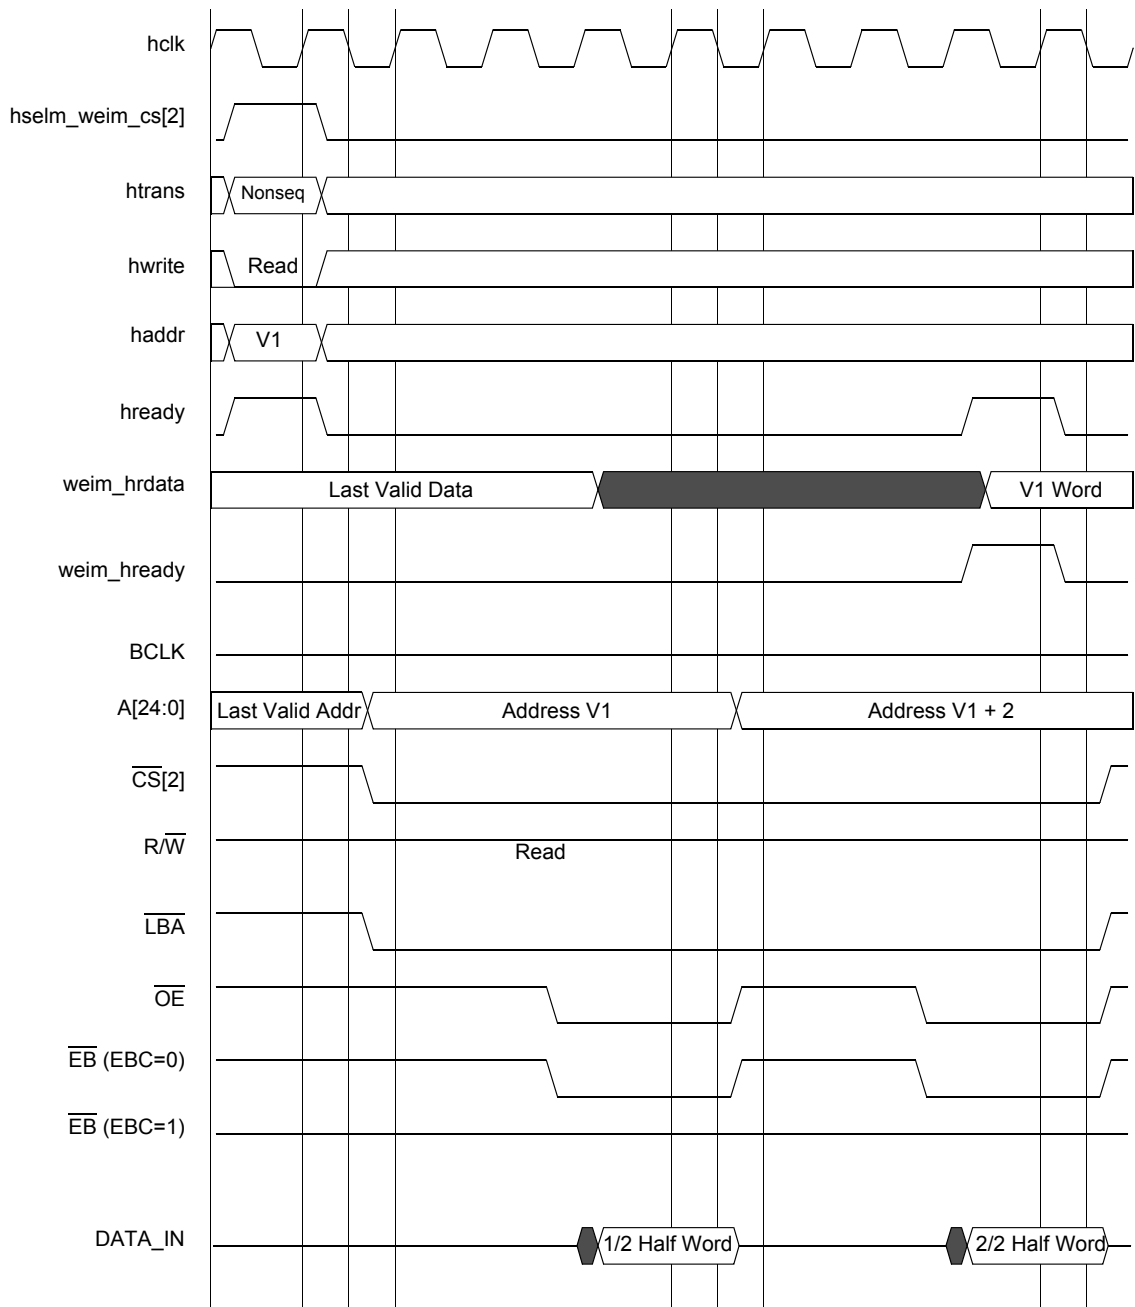 hclk
hselm_weim_cs[2]
htrans Nonseq
hwrite Read
haddr V1
hready
weim_hrdata Last Valid Data V1 Word
weim_hready
BCLK
A[24:0] Last Valid Addr Address V1 Address V1 + 2
CS[2]
R/W
Read
LBA
OE
EB (EBC=0)
EB (EBC=1)
DATA_IN 1/2 Half Word 2/2 Half Word